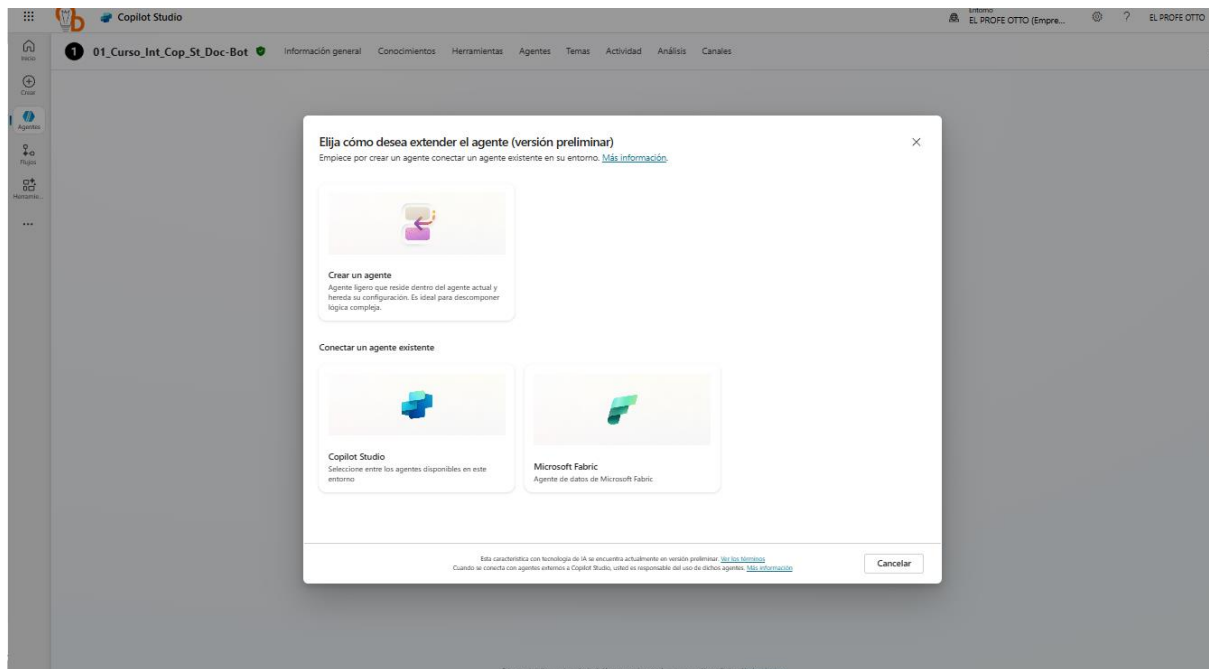 Copilot Studio
Entorno
EL PROFE OTTO (Empre...
?
EL PROFE OTTO
1 01_Curso_Int_Cop_St_Doc-Bot
Información general Conocimientos Herramientas Agentes Temas Actividad Análisis Canales
Inicio
Crear
Agentes
Flujos
Herramie...
...
Elija cómo desea extender el agente (versión preliminar)
Empiece por crear un agente conectar un agente existente en su entorno. Más información.
Crear un agente
Agente ligero que reside dentro del agente actual y
hereda su configuración. Es ideal para descomponer
lógica compleja.
Conectar un agente existente
Copilot Studio
Seleccione entre los agentes disponibles en este
entorno
Microsoft Fabric
Agente de datos de Microsoft Fabric
Esta característica con tecnología de IA se encuentra actualmente en versión preliminar. Ver los términos
Cuando se conecta con agentes externos a Copilot Studio, usted es responsable del uso de dichos agentes. Más información
Cancelar